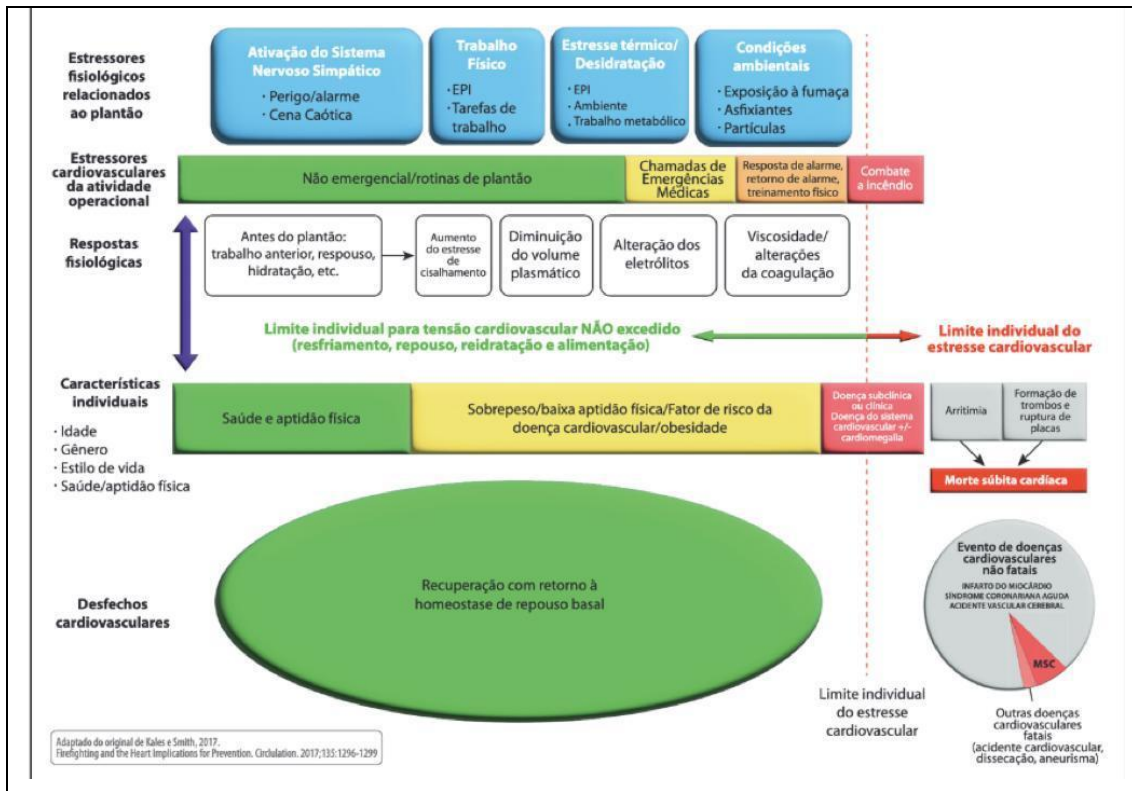 Estressores
fisiológicos
relacionados
ao plantão
Ativação do Sistema
Nervoso Simpático
· Perigo/alarme
· Cena Caótica
Trabalho
Físico
· EPI
· Tarefas de
trabalho
Estresse térmico/
Desidratação
· EPI
· Ambiente
. Trabalho metabólico
Condições
ambientais
· Exposição à fumaça
· Asfixiantes
· Partículas
Estressores
cardiovasculares
da atividade
operacional
Não emergencial/rotinas de plantão
Chamadas de
Emergências
Médicas
Resposta de alarme,
retorno de alarme,
treinamento físico
Combate
a incêndio
Respostas
fisiológicas
Antes do plantão:
trabalho anterior, respouso,
hidratação, etc.
Aumento
do estresse
de
cisalhamento
Diminuição
do volume
plasmático
Alteração dos
eletrólitos
Viscosidade/
alterações
da coagulação
Limite individual para tensão cardiovascular NÃO excedido
(resfriamento, repouso, reidratação e alimentação)
Limite individual do
estresse cardiovascular
Características
individuais
· Idade
· Gênero
· Estilo de vida
· Saúde/aptidão física
Saúde e aptidão física
Sobrepeso/baixa aptidão física/Fator de risco da
doença cardiovascular/obesidade
Doença subclínica
ou clínica
Doença do sistema
cardiovascular +/-
cardiomegalla
Arritimia
Formação de
trombos e
ruptura de
placas
Morte súbita cardíaca
Desfechos
cardiovasculares
Recuperação com retorno à
homeostase de repouso basal
Evento de doenças
cardiovasculares
não fatais
INFARTO DO MIOCÁRDIO
SÍNDROME CORONARIANA AGUDA
ACIDENTE VASCULAR CEREBRAL
MSC
Limite individual
do estresse
cardiovascular
Outras doenças
cardiovasculares
fatais
(acidente cardiovascular,
dissecação, aneurisma)
Adaptado do original de Kales e Smith, 2017.
Firefighting and the Heart Implications for Prevention. Circlulation. 2017;135:1296-1299